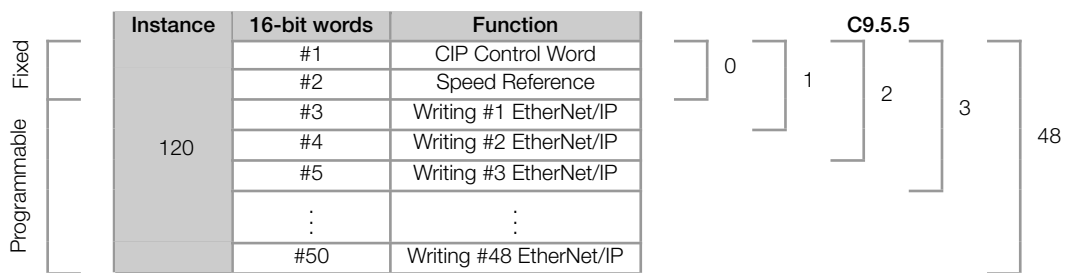 Instance 16-bit words Function C9.5.5
Fixed
#1 CIP Control Word
#2 Speed Reference
0
1
2
3
48
Programmable
120
#3 Writing #1 EtherNet/IP
#4 Writing #2 EtherNet/IP
#5 Writing #3 EtherNet/IP
⋮ ⋮
#50 Writing #48 EtherNet/IP